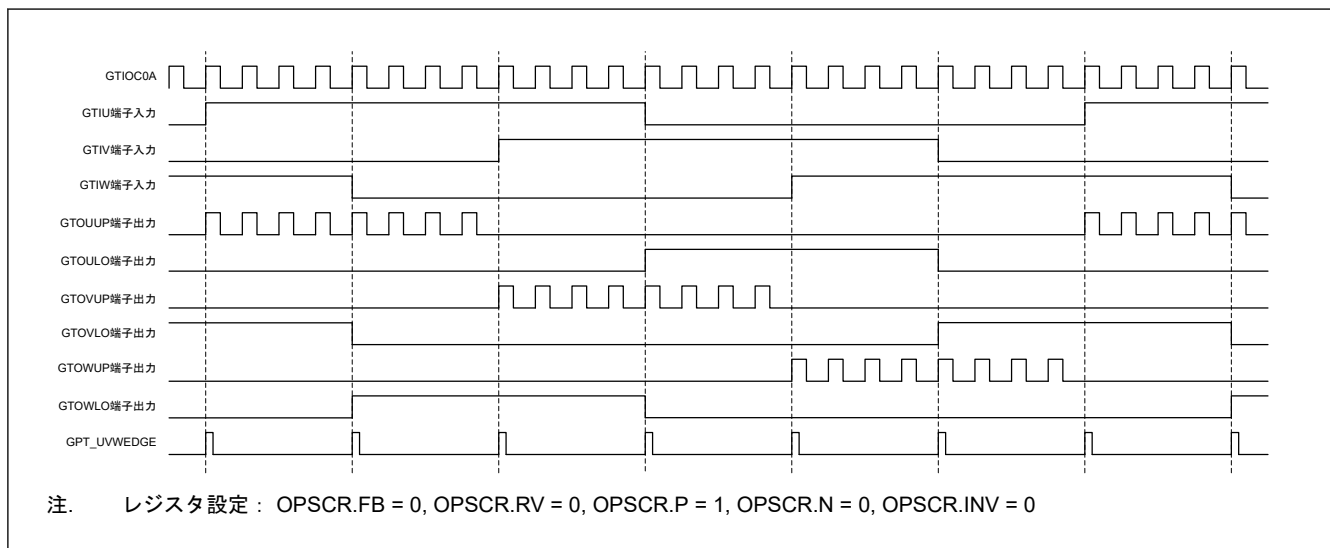 GTIOC0A
GTIU端子入力
GTIV端子入力
GTIW端子入力
GTOUUP端子出力
GTOULO端子出力
GTOVUP端子出力
GTOVLO端子出力
GTOWUP端子出力
GTOWLO端子出力
GPT_UVWEDGE
注. レジスタ設定： OPSCR.FB = 0, OPSCR.RV = 0, OPSCR.P = 1, OPSCR.N = 0, OPSCR.INV = 0